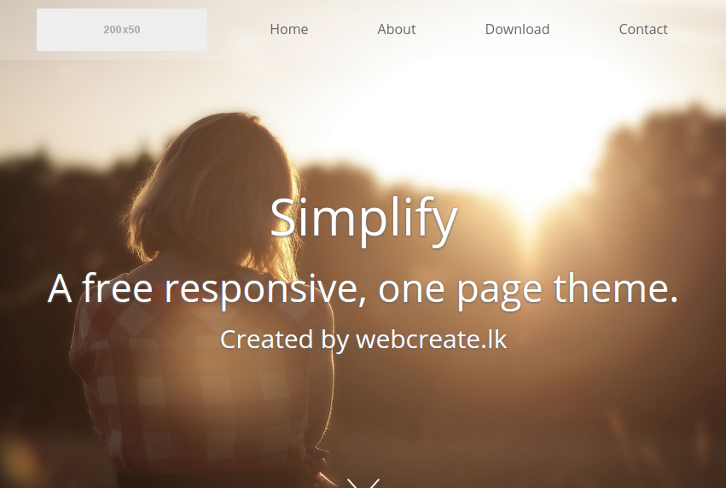 200x50
Home About Download Contact
Simplify
A free responsive, one page theme.
Created by webcreate.lk